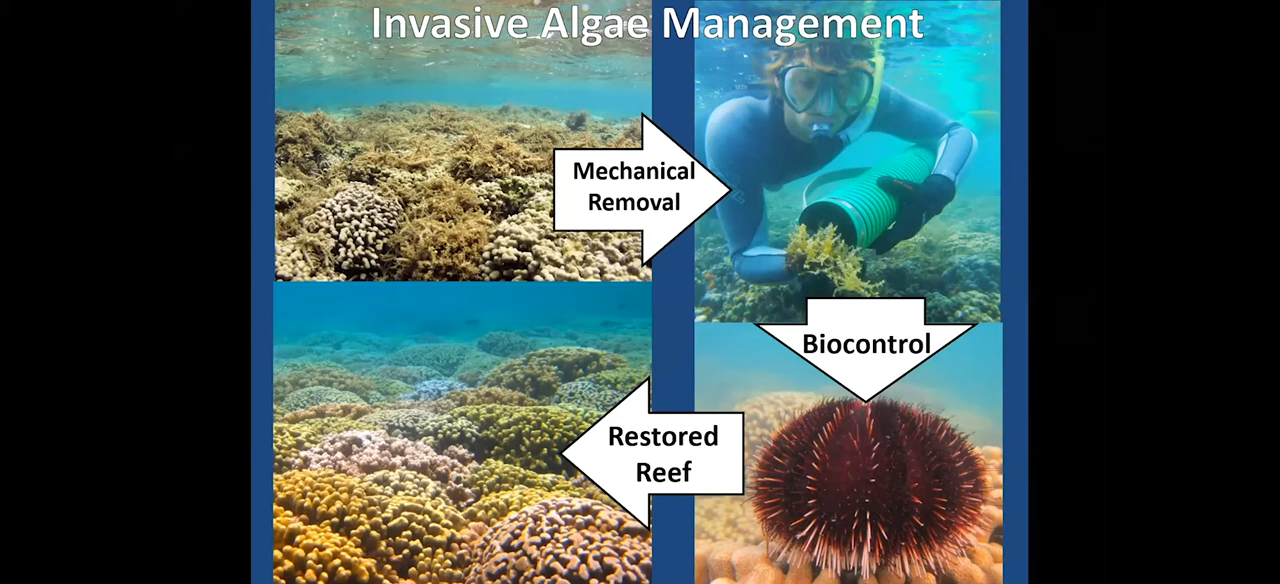 Invasive Algae Management
Mechanical
Removal
Biocontrol
Restored
Reef